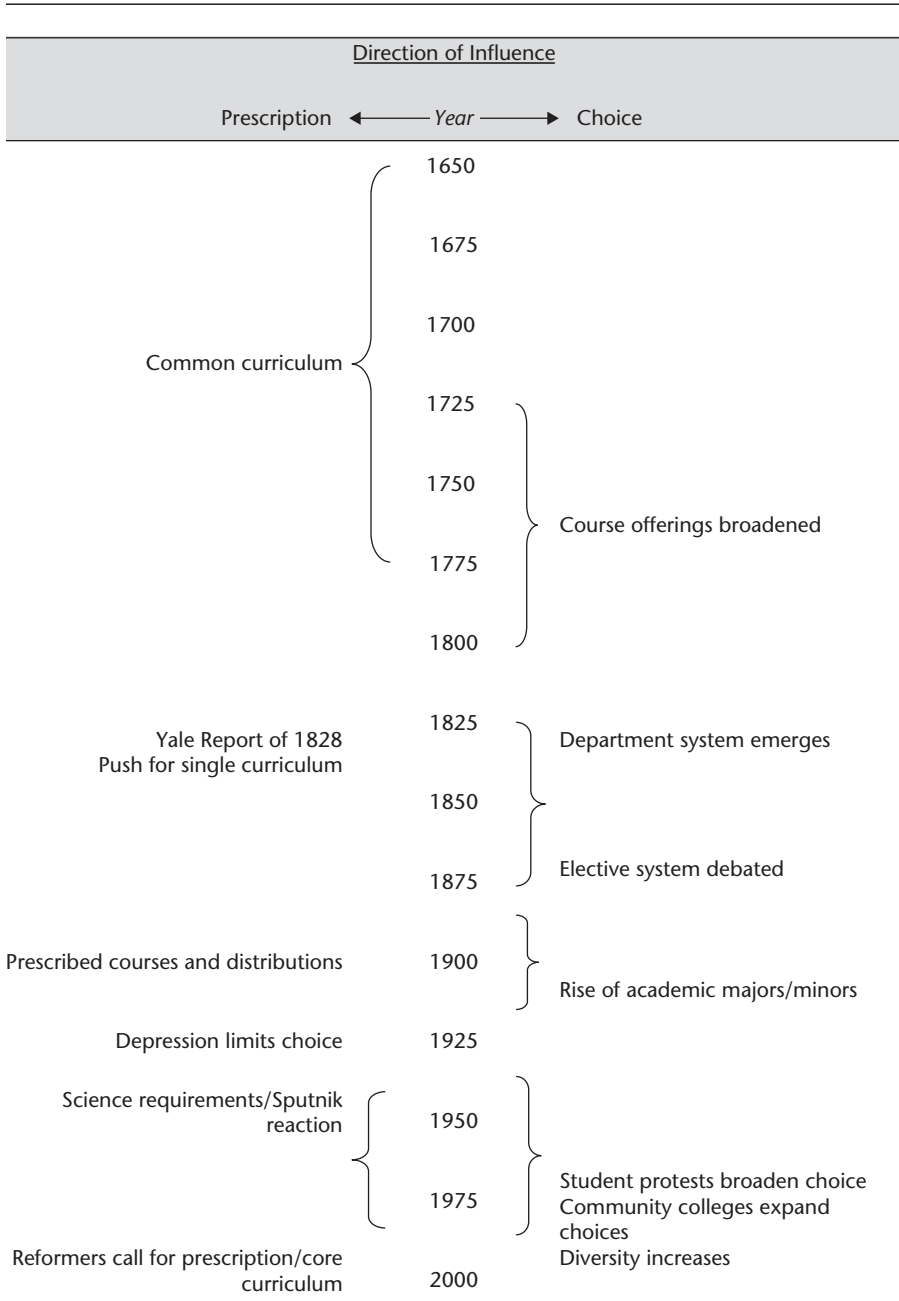 Direction of Influence
Prescription Year Choice
1650
1675
1700
Common curriculum
1725
1750
Course offerings broadened
1775
1800
1825
Yale Report of 1828 Department system emerges
Push for single curriculum
1850
Elective system debated
1875
Prescribed courses and distributions 1900
Rise of academic majors/minors
Depression limits choice 1925
Science requirements/Sputnik
reaction
1950
1975
Student protests broaden choice
Community colleges expand
choices
Diversity increases
Reformers call for prescription/core
curriculum
2000